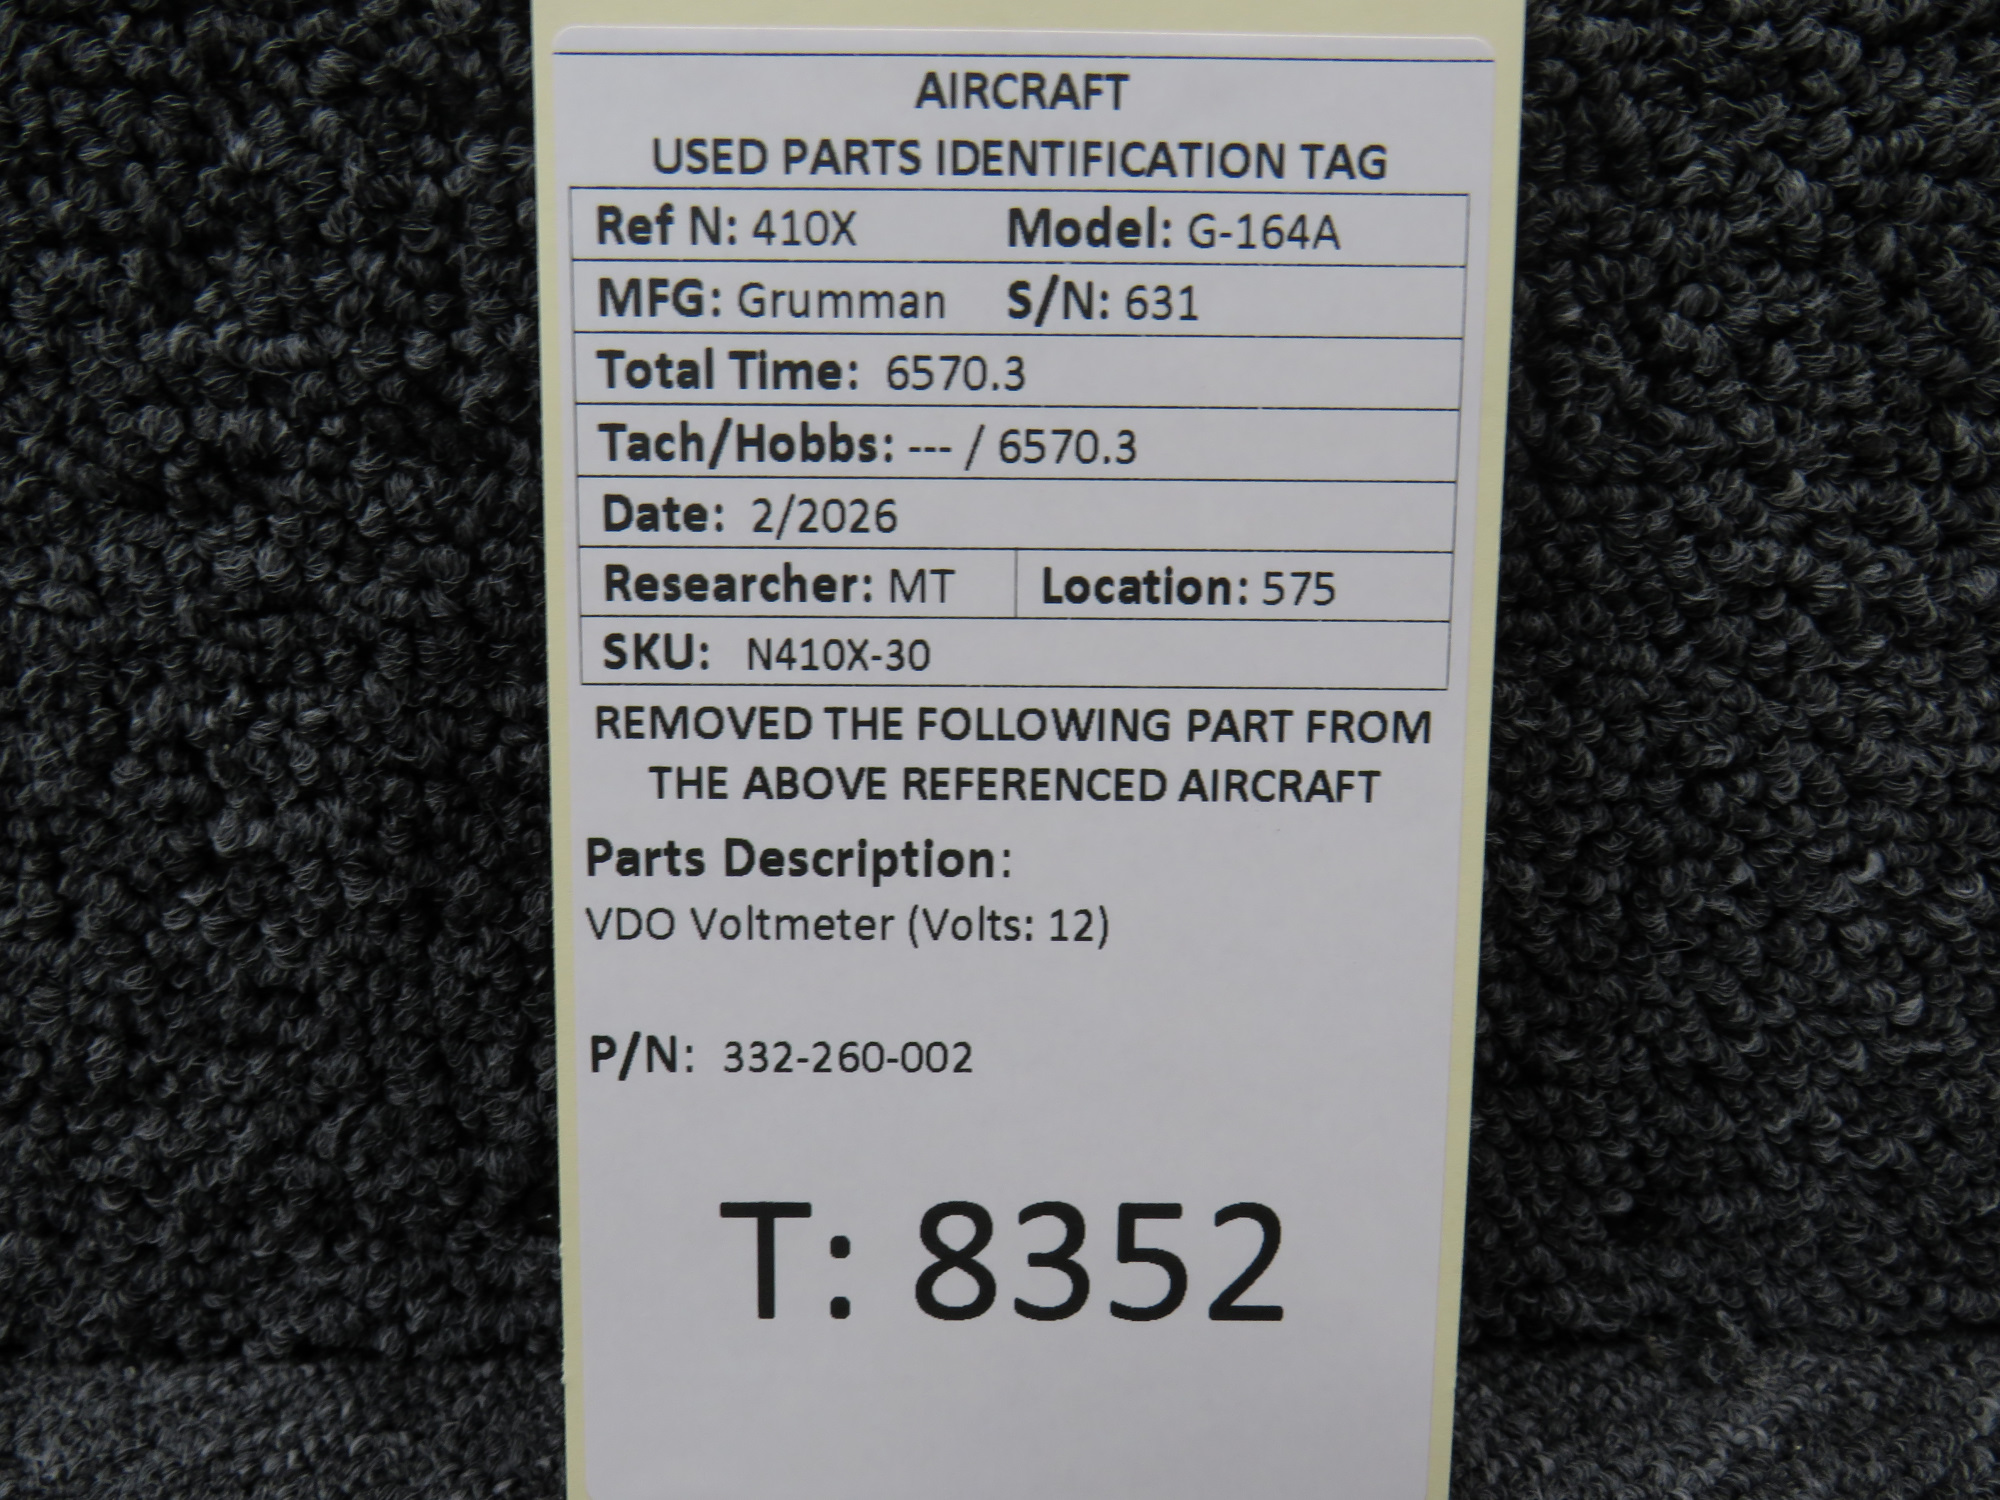 AIRCRAFT
USED PARTS IDENTIFICATION TAG
Ref N: 410X Model: G-164A
MFG: Grumman S/N: 631
Total Time: 6570.3
Tach/Hobbs: --- / 6570.3
Date: 2/2026
Researcher: MT Location: 575
SKU: N410X-30
REMOVED THE FOLLOWING PART FROM
THE ABOVE REFERENCED AIRCRAFT
Parts Description:
VDO Voltmeter (Volts: 12)
P/N: 332-260-002
T: 8352